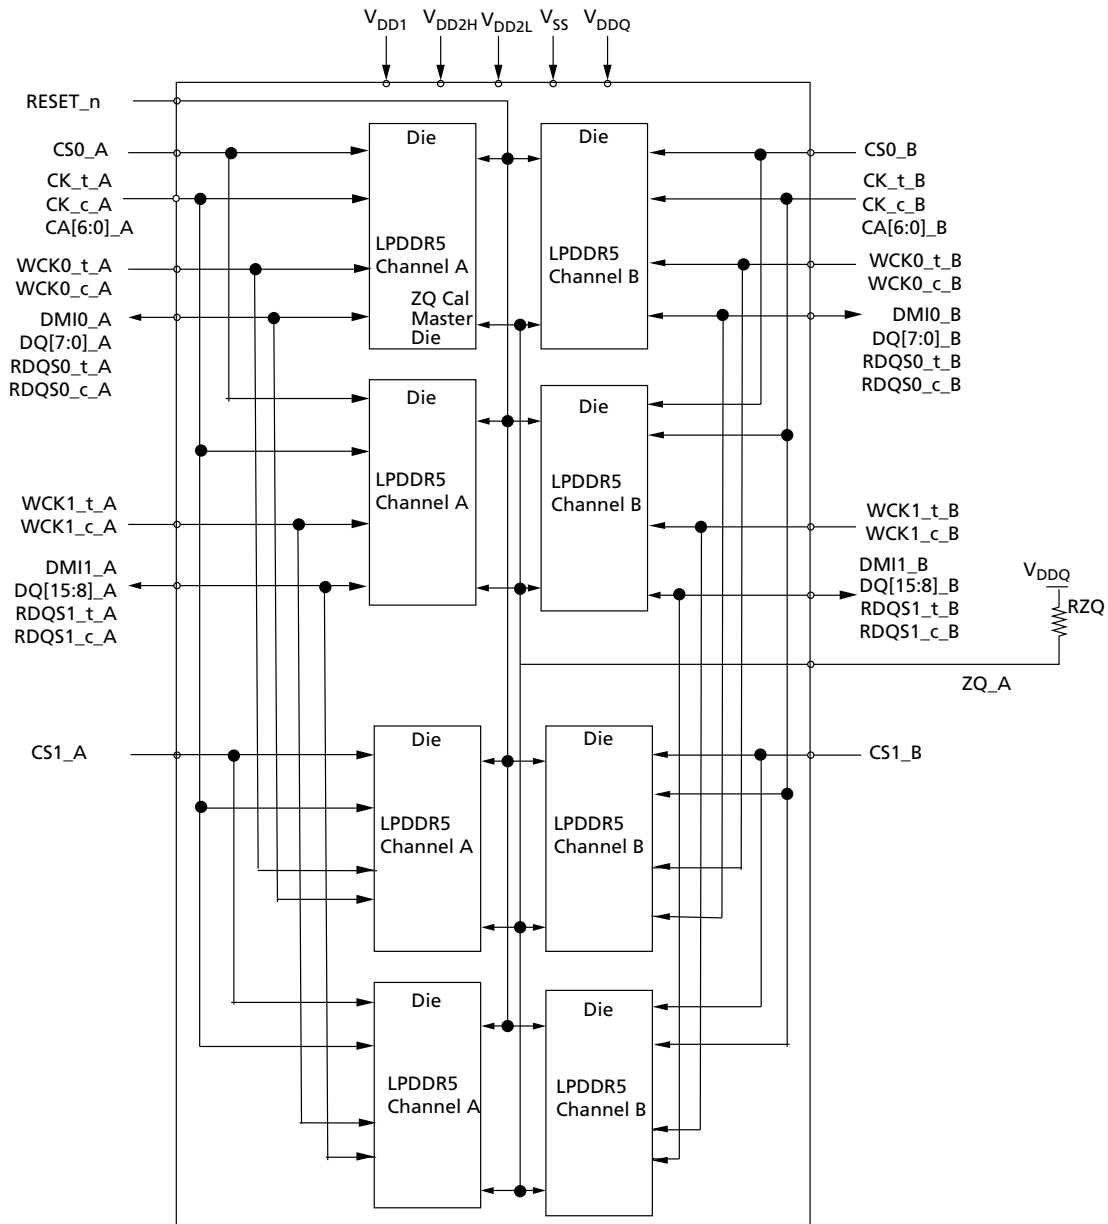 VDD1 VDD2H VDD2L VSS VDDQ
RESET_n
CS0_A
CK_t_A
CK_c_A
CA[6:0]_A
WCK0_t_A
WCK0_c_A
DMI0_A
DQ[7:0]_A
RDQS0_t_A
RDQS0_c_A
WCK1_t_A
WCK1_c_A
DMI1_A
DQ[15:8]_A
RDQS1_t_A
RDQS1_c_A
CS1_A
Die
LPDDR5
Channel A
ZQ Cal
Master
Die
Die
LPDDR5
Channel B
Die
LPDDR5
Channel A
Die
LPDDR5
Channel B
Die
LPDDR5
Channel A
Die
LPDDR5
Channel B
Die
LPDDR5
Channel A
Die
LPDDR5
Channel B
CS0_B
CK_t_B
CK_c_B
CA[6:0]_B
WCK0_t_B
WCK0_c_B
DMI0_B
DQ[7:0]_B
RDQS0_t_B
RDQS0_c_B
WCK1_t_B
WCK1_c_B
DMI1_B
DQ[15:8]_B
RDQS1_t_B
RDQS1_c_B
VDDQ
RZQ
ZQ_A
CS1_B